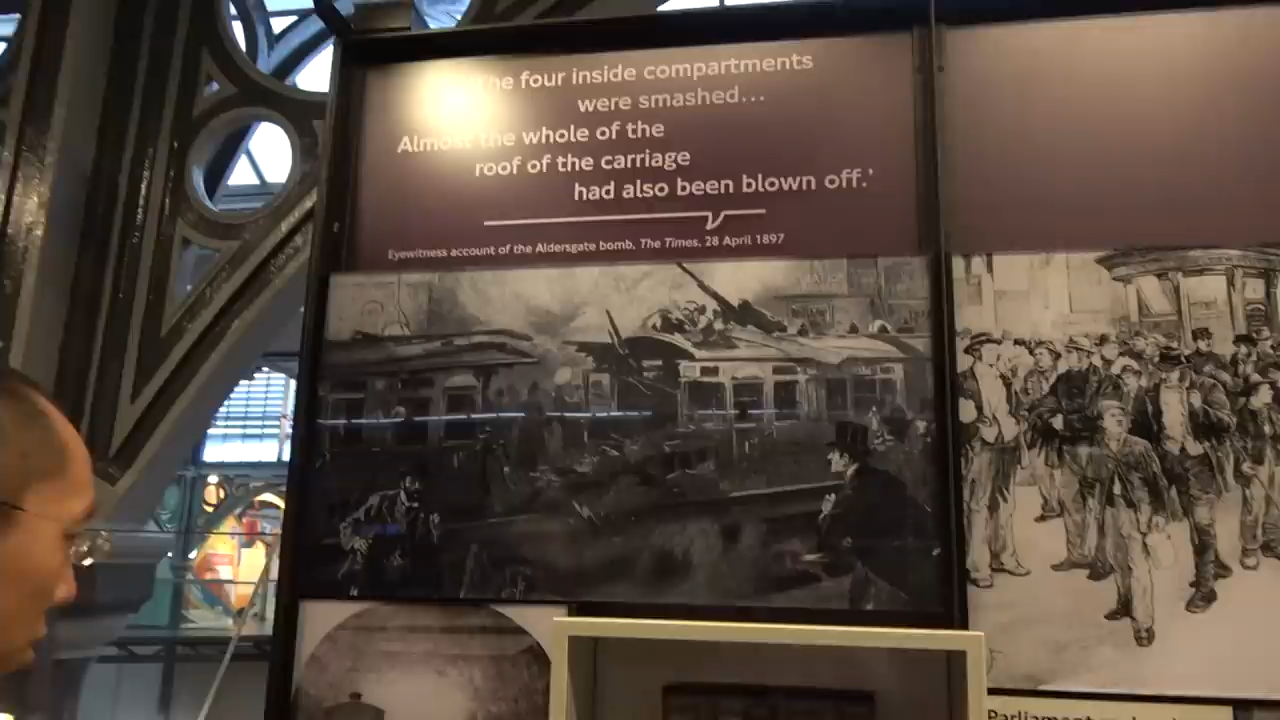 the four inside compartments
were smashed...
Almost the whole of the
roof of the carriage
had also been blown off.'
Eyewitness account of the Aldersgate bomb, The Times, 28 April 1897